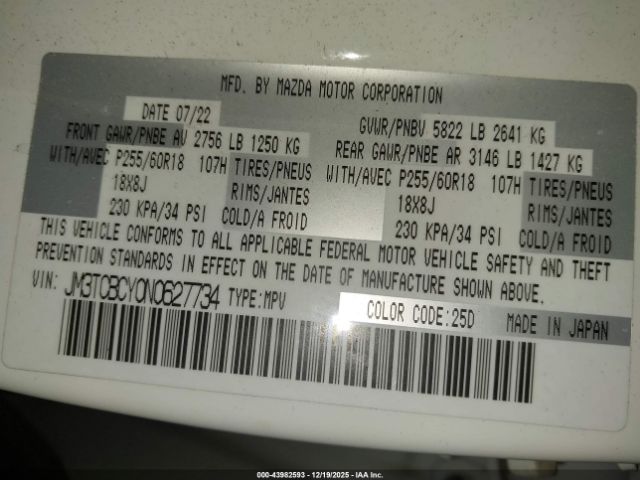 MFD. BY MAZDA MOTOR CORPORATION
DATE 07/22 GVWR/PNBV 5822 LB 2641 KG
FRONT GAWR/PNBE AV 2756 LB 1250 KG REAR GAWR/PNBE AR 3146 LB 1427 KG
WITH/AVEC P255/60R18 107H TIRES/PNEUS WITH/AVEC P255/60R18 107H TIRES/PNEUS
18X8J RIMS/JANTES 18X8J RIMS/JANTES
230 KPA/34 PSI COLD/A FROID 230 KPA/34 PSI COLD/A FROID
THIS VEHICLE CONFORMS TO ALL APPLICABLE FEDERAL MOTOR VEHICLE SAFETY AND THEFT
PREVENTION STANDARDS IN EFFECT ON THE DATE OF MANUFACTURE SHOWN ABOVE.
VIN: JM3TCBCY0N0627734 TYPE:MPV COLOR CODE:25D MADE IN JAPAN
000-43982593 - 12/19/2025 - IAA Inc.